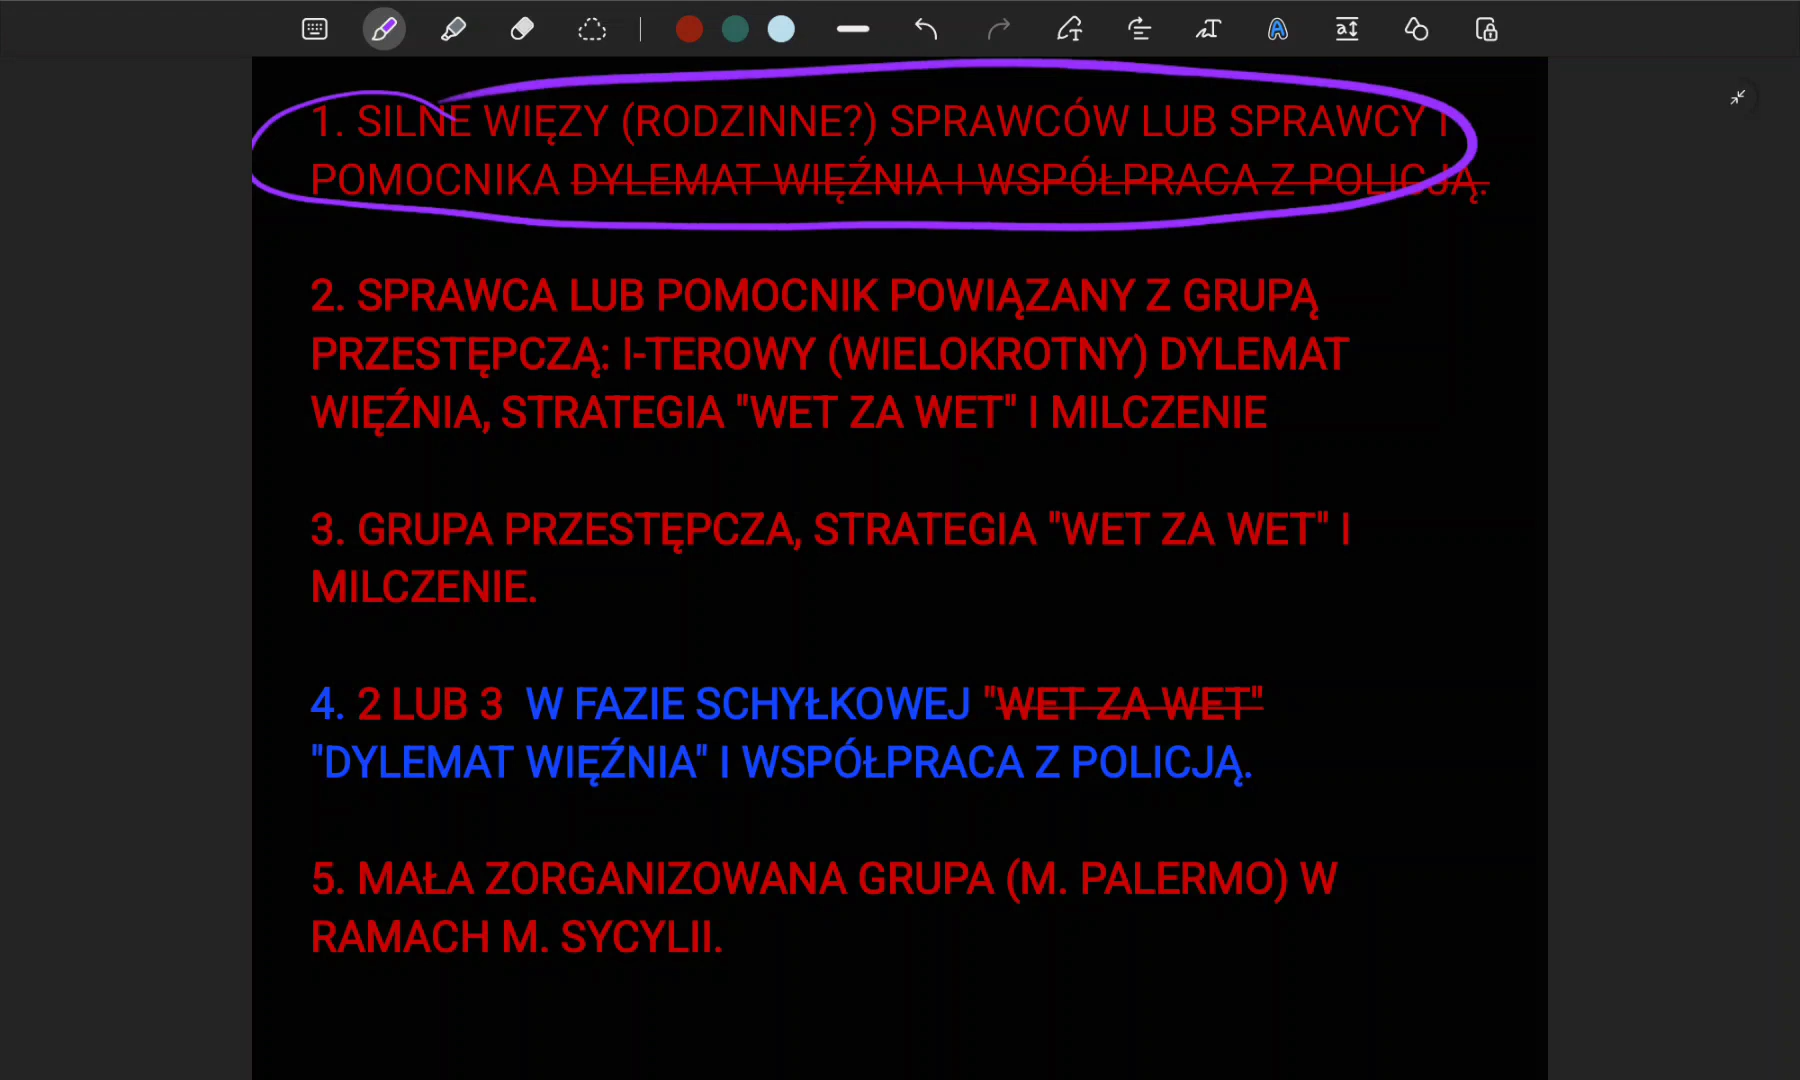 1. SILNE WIĘZY (RODZINNE?) SPRAWCÓW LUB SPRAWCY I
POMOCNIKA DYLEMAT WIĘŹNIA I WSPÓŁPRACA Z POLICJĄ.
2. SPRAWCA LUB POMOCNIK POWIĄZANY Z GRUPĄ
PRZESTĘPCZĄ: I-TEROWY (WIELOKROTNY) DYLEMAT
WIĘŹNIA, STRATEGIA "WET ZA WET" I MILCZENIE
3. GRUPA PRZESTĘPCZA, STRATEGIA "WET ZA WET" I
MILCZENIE.
4. 2 LUB 3  W FAZIE SCHYŁKOWEJ "WET ZA WET"
"DYLEMAT WIĘŹNIA" I WSPÓŁPRACA Z POLICJĄ.
5. MAŁA ZORGANIZOWANA GRUPA (M. PALERMO) W
RAMACH M. SYCYLII.